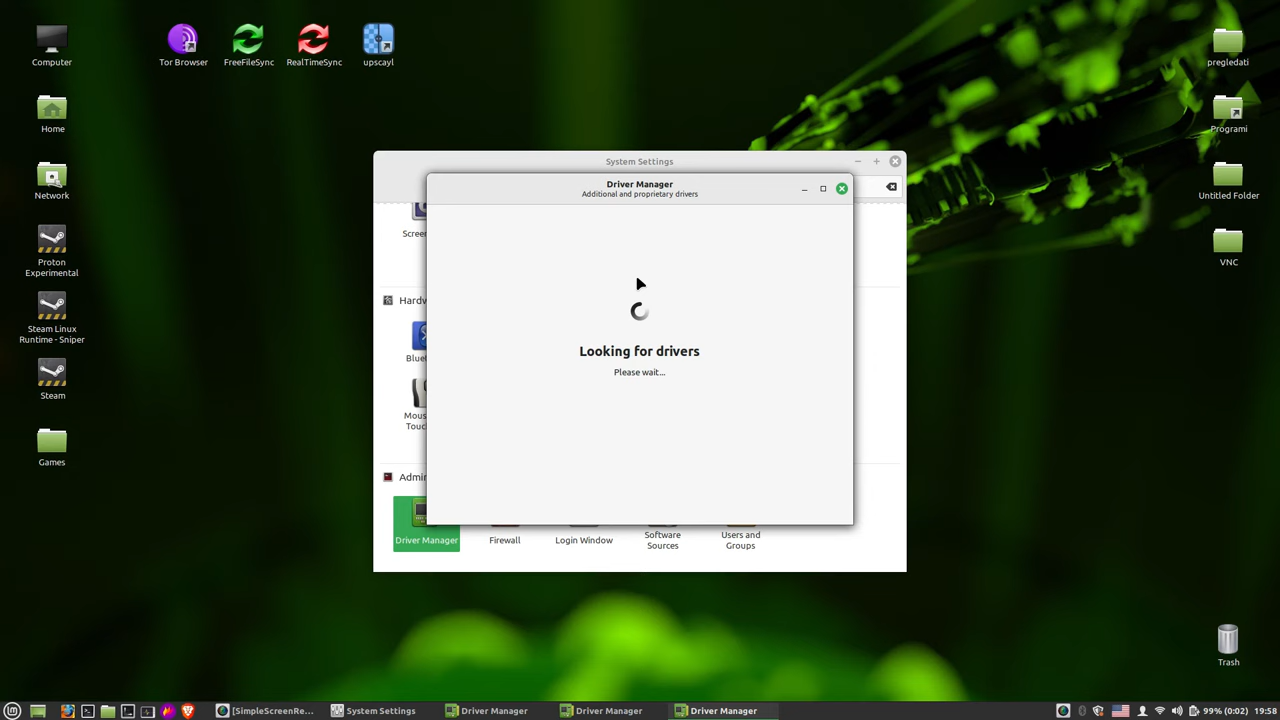 Computer
Tor Browser
FreeFileSync
RealTimeSync
upscayl
pregledati
Home
Programi
Network
Untitled Folder
Proton
Experimental
VNC
Steam Linux
Runtime - Sniper
Steam
Games
Trash
System Settings
Driver Manager
Additional and proprietary drivers
Looking for drivers
Please wait...
Screen
Hardw
Blue
Mous
Touc
Admi
Driver Manager
Firewall
Login Window
Software
Sources
Users and
Groups
[SimpleScreenRe...
System Settings
Driver Manager
Driver Manager
Driver Manager
99% (0:02)
19:58